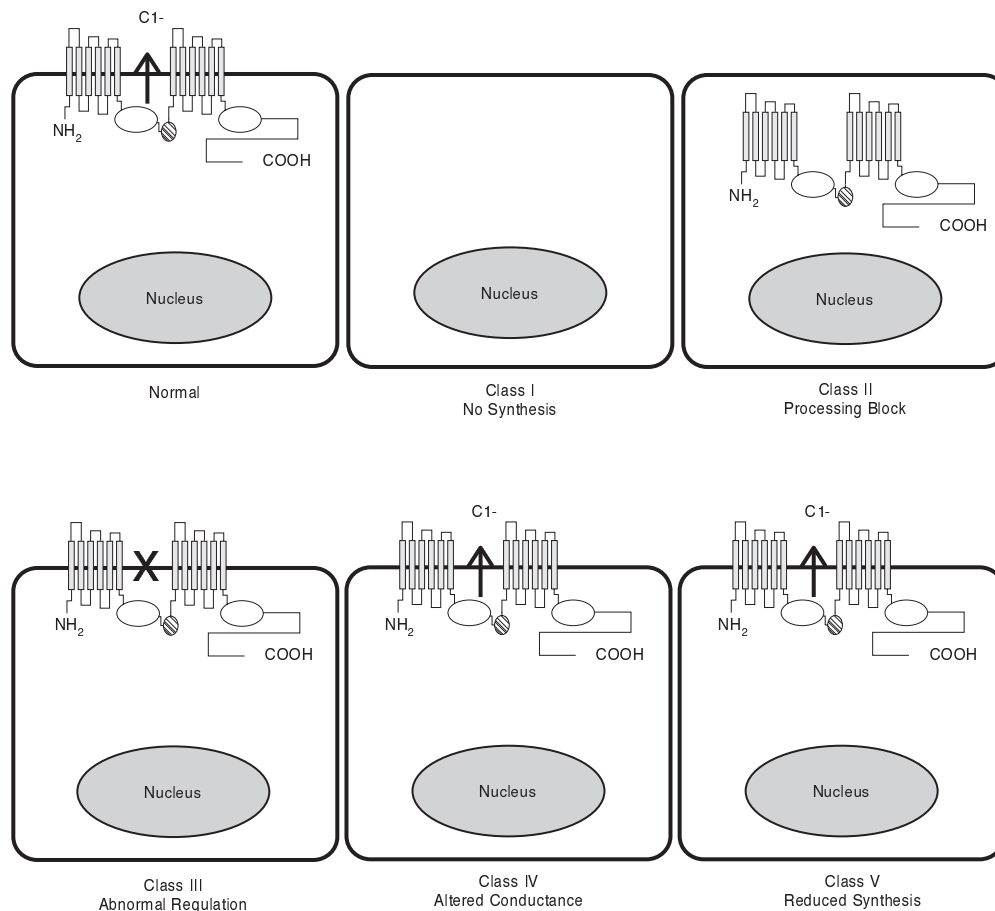 C1-
NH2
COOH
Nucleus
Normal
Nucleus
Class I
No Synthesis
NH2
COOH
Nucleus
Class II
Processing Block
X
NH2
COOH
Nucleus
Class III
Abnormal Regulation
C1-
NH2
COOH
Nucleus
Class IV
Altered Conductance
C1-
NH2
COOH
Nucleus
Class V
Reduced Synthesis